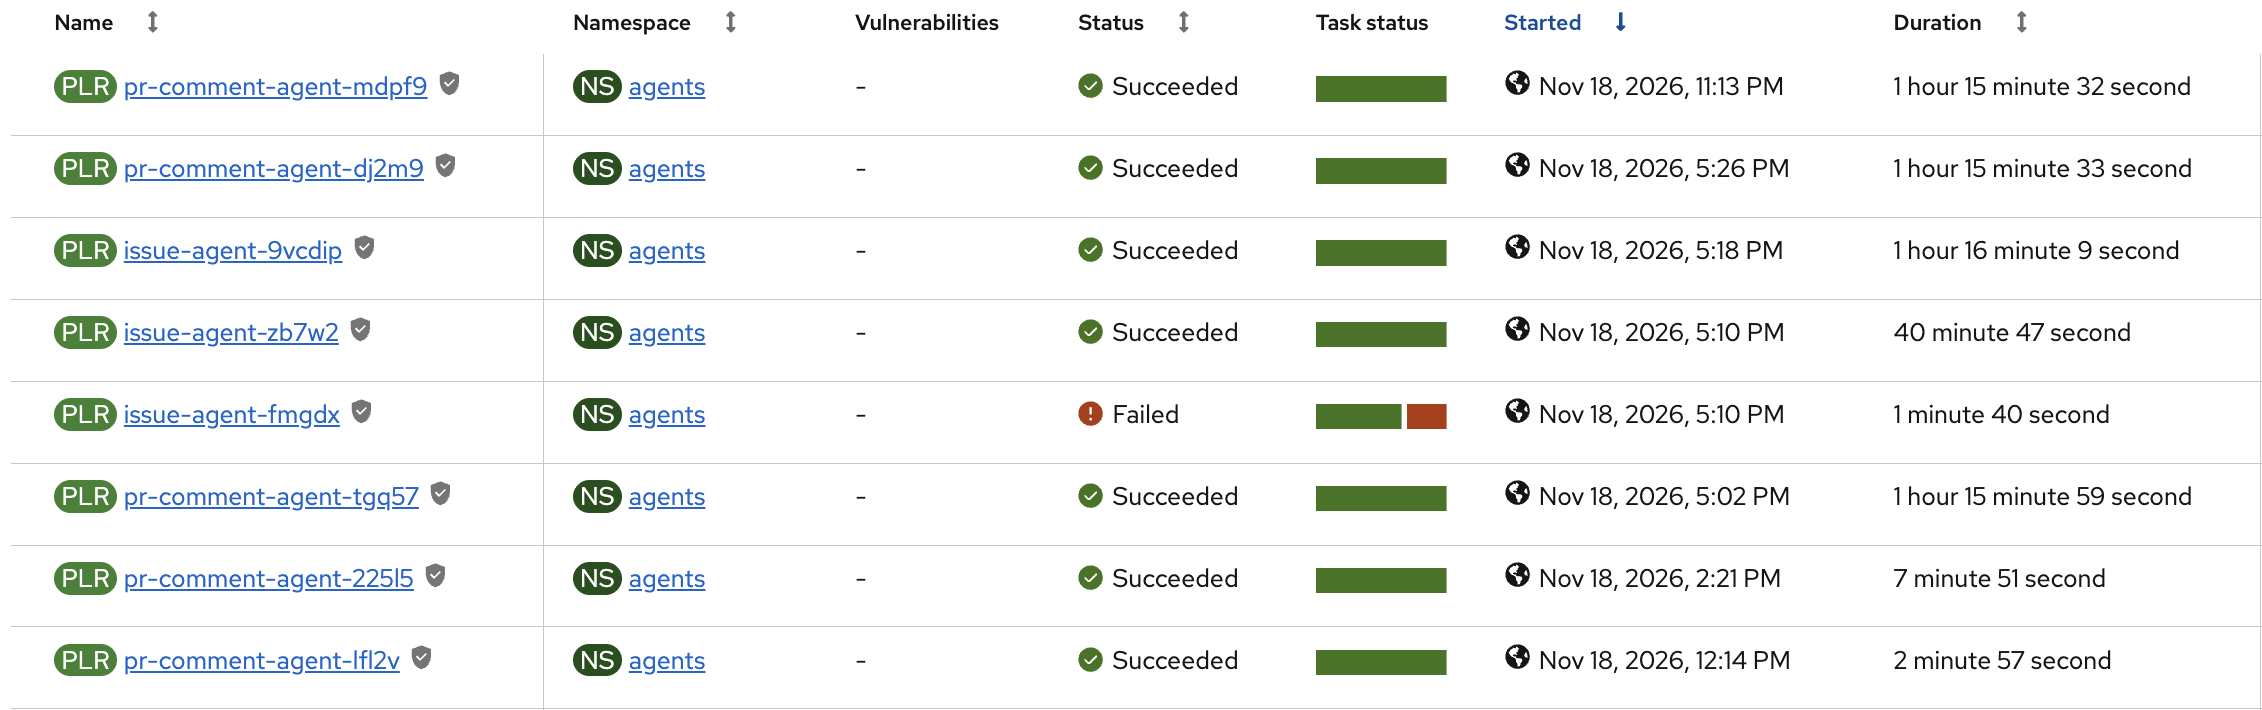 Name Namespace Vulnerabilities Status Task status Started Duration
PLR pr-comment-agent-mdpf9 NS agents - Succeeded Nov 18, 2026, 11:13 PM 1 hour 15 minute 32 second
PLR pr-comment-agent-dj2m9 NS agents - Succeeded Nov 18, 2026, 5:26 PM 1 hour 15 minute 33 second
PLR issue-agent-9vcdip NS agents - Succeeded Nov 18, 2026, 5:18 PM 1 hour 16 minute 9 second
PLR issue-agent-zb7w2 NS agents - Succeeded Nov 18, 2026, 5:10 PM 40 minute 47 second
PLR issue-agent-fmgdx NS agents - Failed Nov 18, 2026, 5:10 PM 1 minute 40 second
PLR pr-comment-agent-tgq57 NS agents - Succeeded Nov 18, 2026, 5:02 PM 1 hour 15 minute 59 second
PLR pr-comment-agent-225l5 NS agents - Succeeded Nov 18, 2026, 2:21 PM 7 minute 51 second
PLR pr-comment-agent-lfl2v NS agents - Succeeded Nov 18, 2026, 12:14 PM 2 minute 57 second